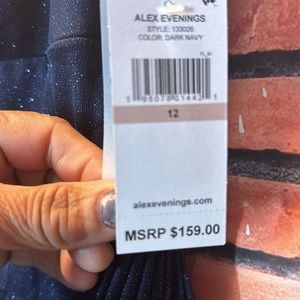 ALEX EVENINGS
STYLE: 133026
COLOR: DARK NAVY
12
alexevenings.com
MSRP $159.00